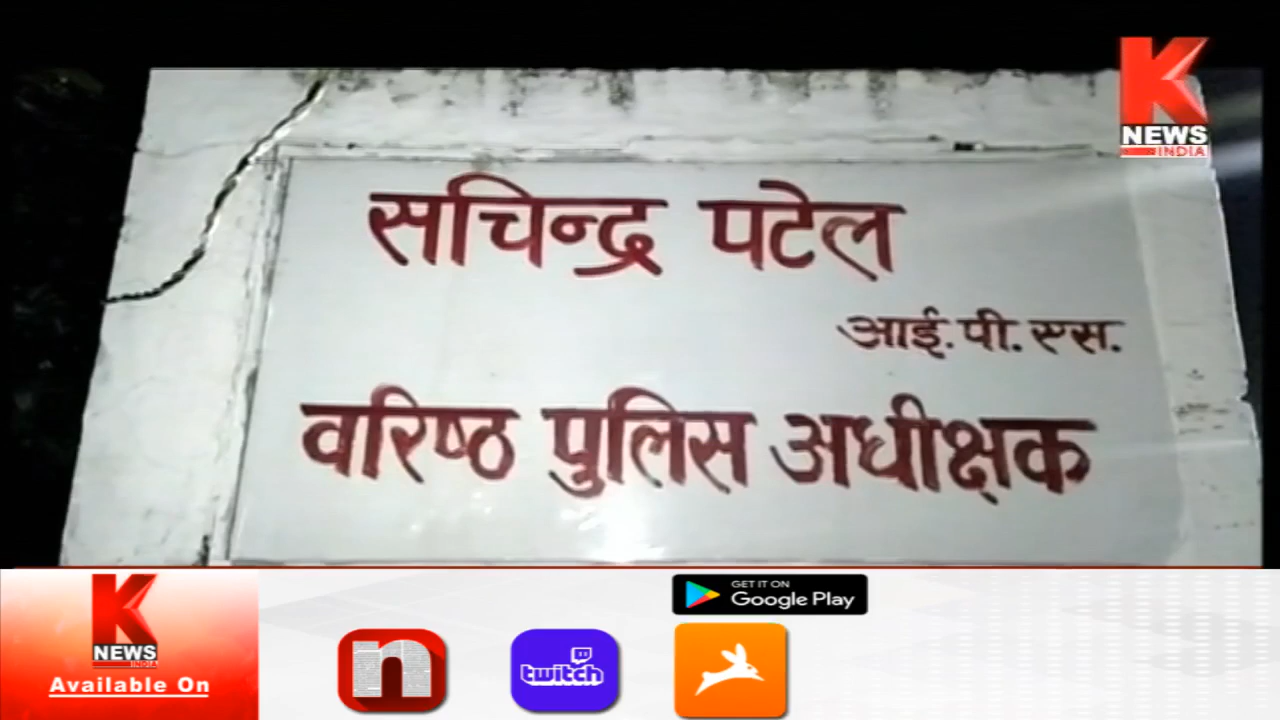 K
NEWS
INDIA
सचिन्द्र पटेल
आई.पी.एस.
वरिष्ठ पुलिस अधीक्षक
K
NEWS
INDIA
Available On
n
twitch
GET IT ON
Google Play